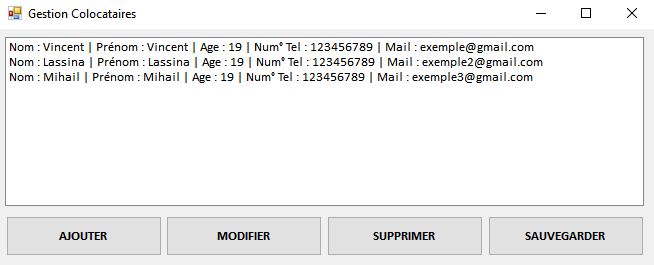 Gestion Colocataires
Nom : Vincent | Prénom : Vincent | Age : 19 | Num° Tel : 123456789 | Mail : exemple@gmail.com
Nom : Lassina | Prénom : Lassina | Age : 19 | Num° Tel : 123456789 | Mail : exemple2@gmail.com
Nom : Mihail | Prénom : Mihail | Age : 19 | Num° Tel : 123456789 | Mail : exemple3@gmail.com
AJOUTER
MODIFIER
SUPPRIMER
SAUVEGARDER